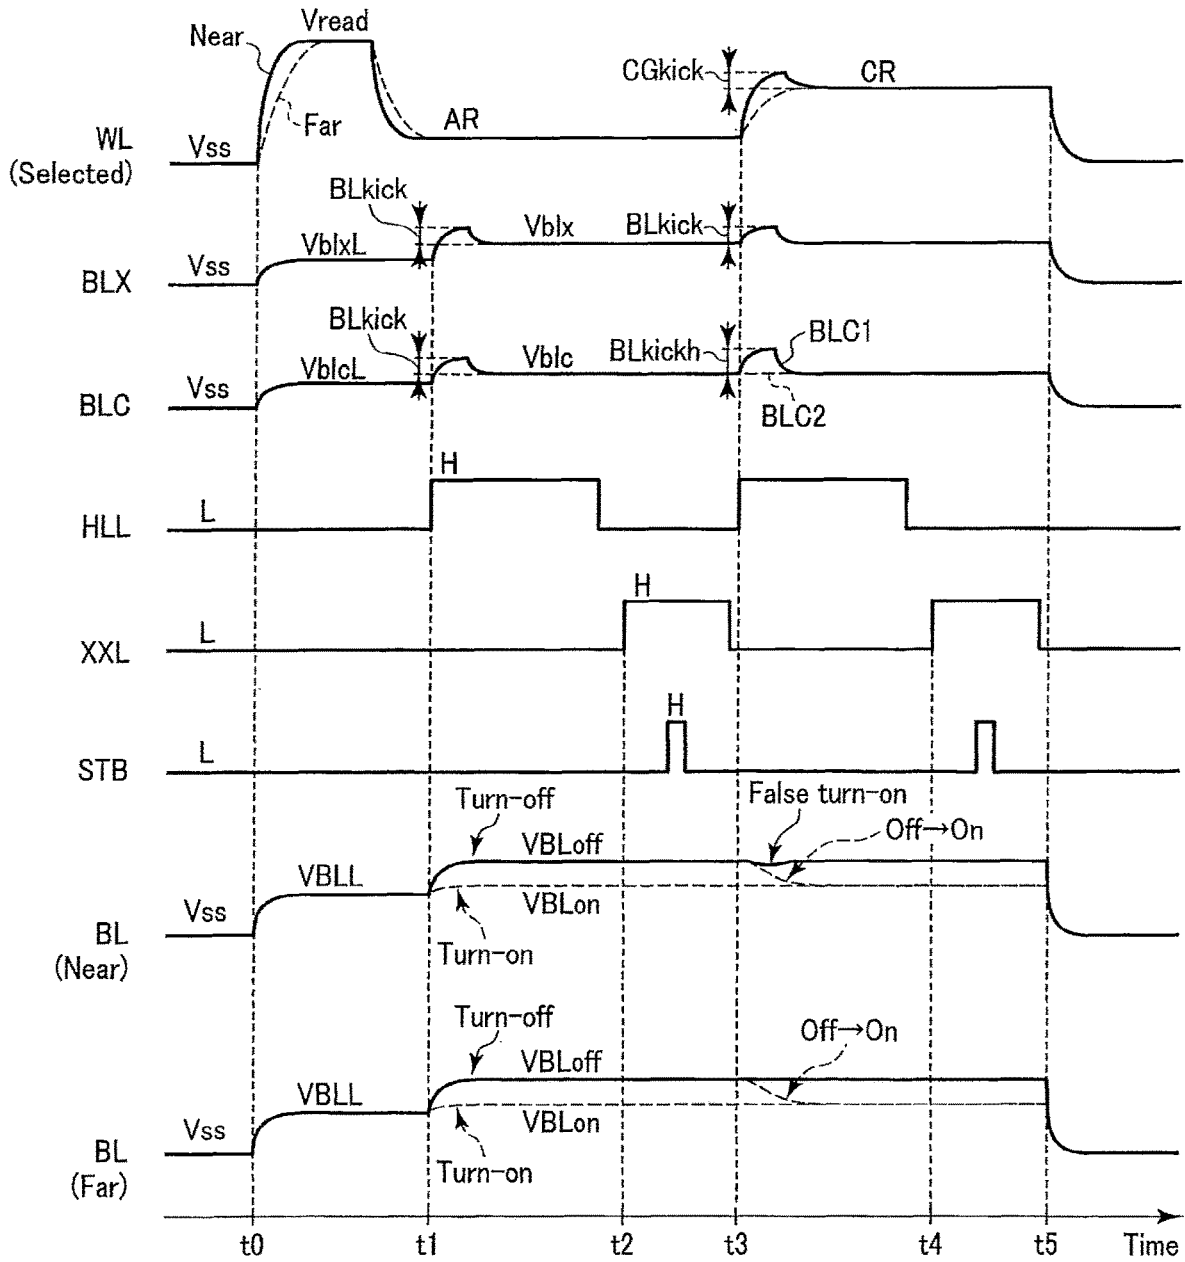 Vread
Near
Far
CGkick
CR
AR
WL
(Selected)
Vss
BLkick
VblxL
Vblx
BLkick
BLX
Vss
BLkick
VblcL
Vblc
BLkickh
BLC1
BLC2
BLC
Vss
H
L
HLL
H
L
XXL
H
L
STB
Turn-off
False turn-on
Off→On
VBLoff
VBLL
Vss
VBLon
BL
(Near)
Turn-on
Turn-off
Off→On
VBLoff
VBLL
Vss
VBLon
BL
(Far)
Turn-on
t0 t1 t2 t3 t4 t5 Time